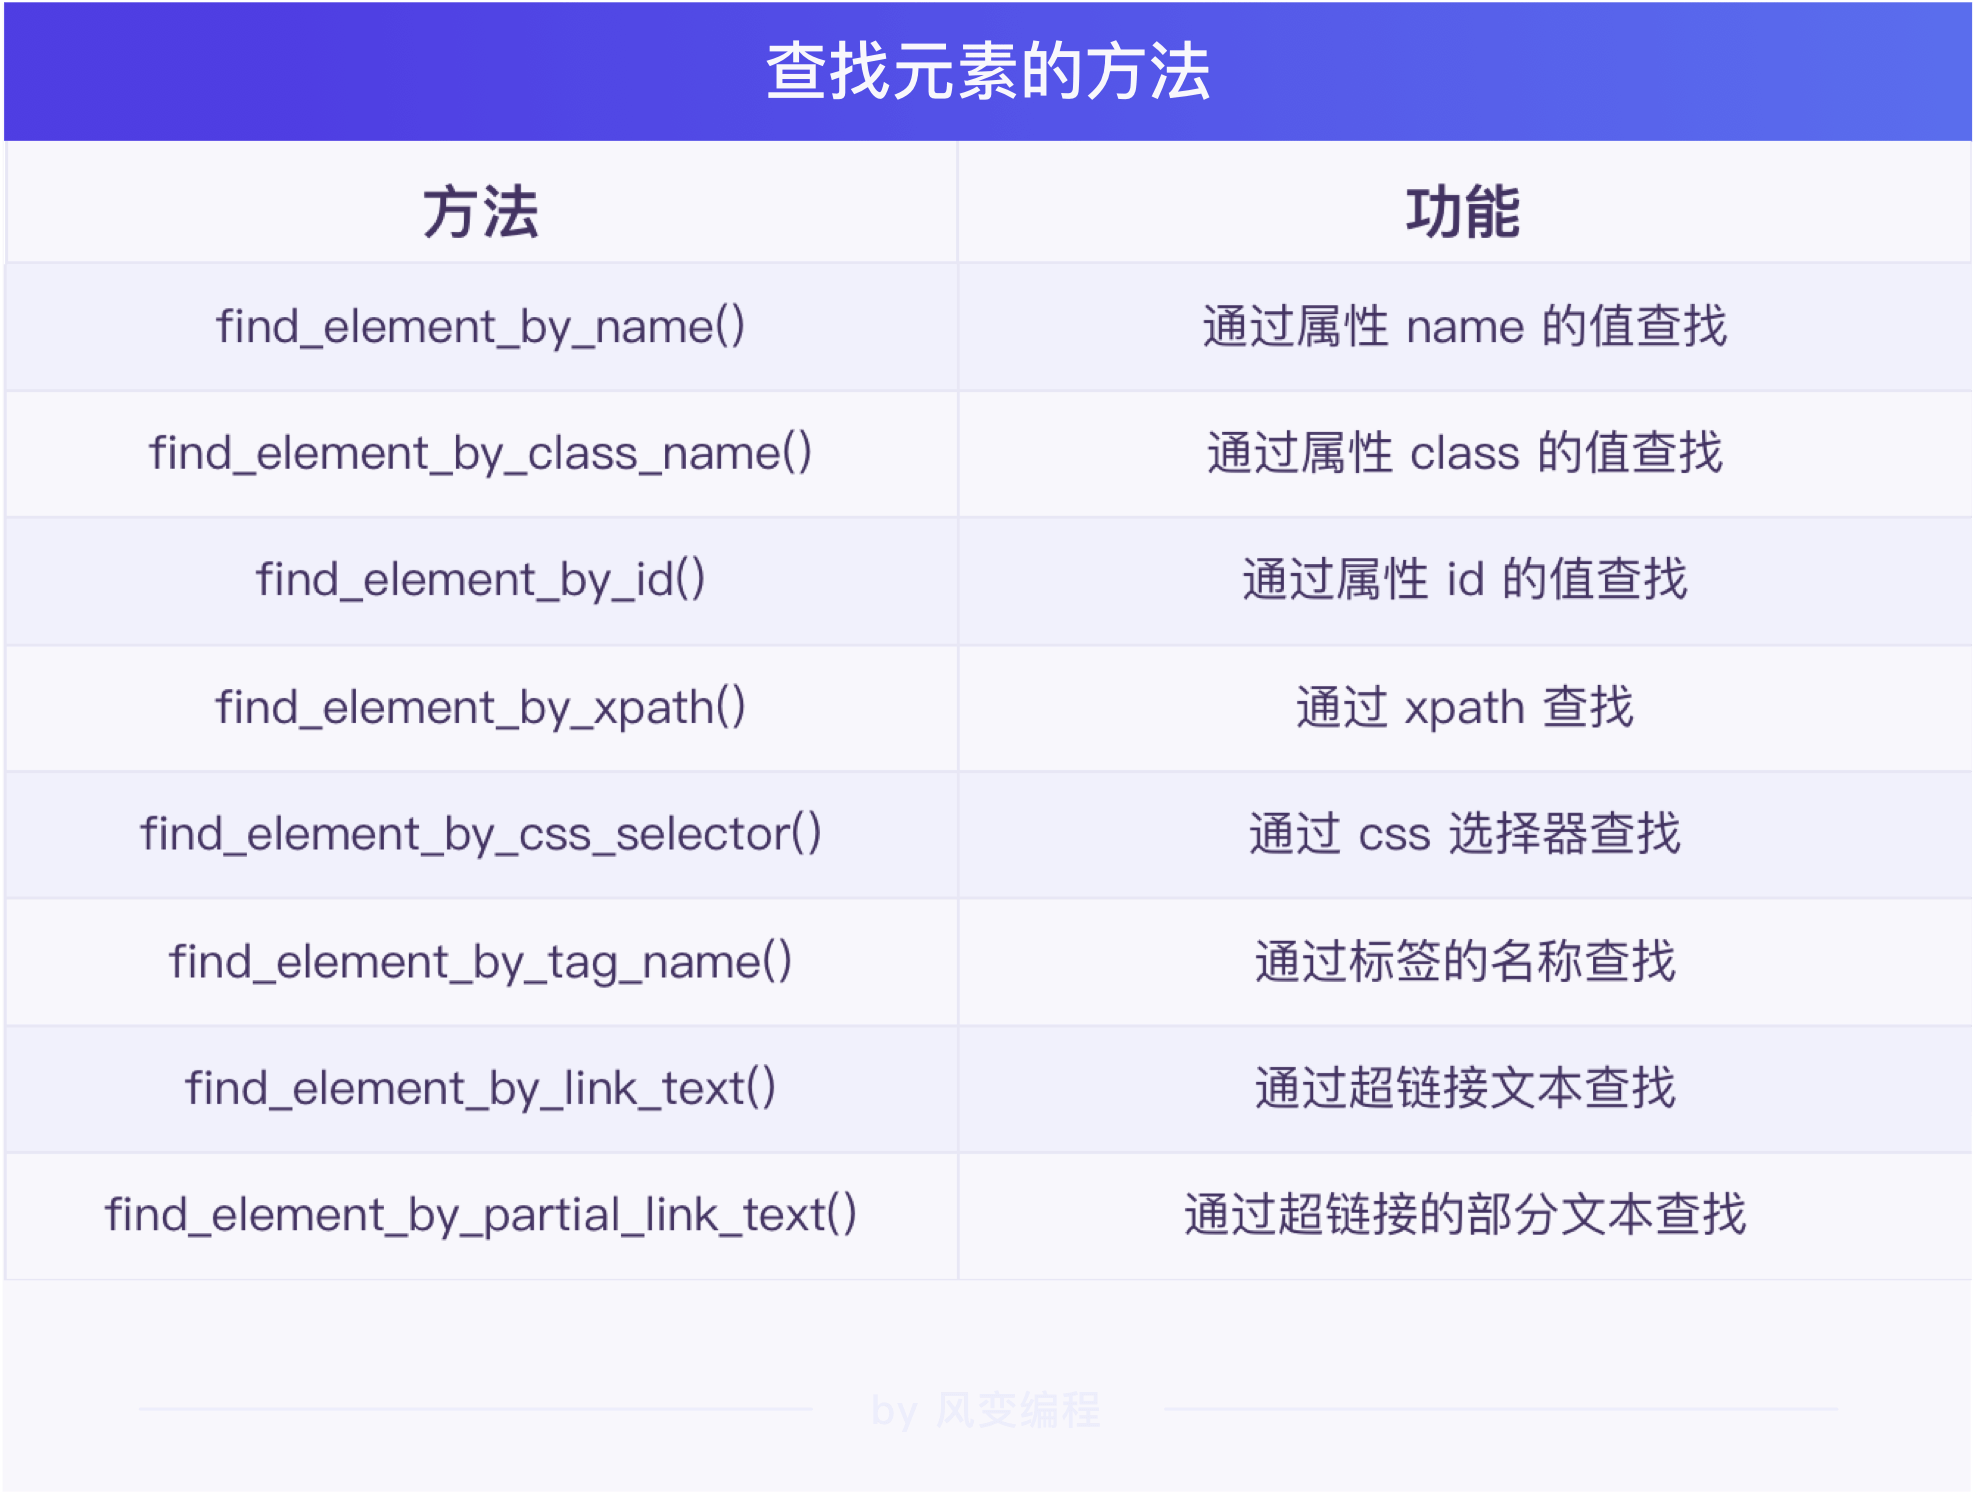 查找元素的方法
方法 功能
find_element_by_name() 通过属性 name 的值查找
find_element_by_class_name() 通过属性 class 的值查找
find_element_by_id() 通过属性 id 的值查找
find_element_by_xpath() 通过 xpath 查找
find_element_by_css_selector() 通过 css 选择器查找
find_element_by_tag_name() 通过标签的名称查找
find_element_by_link_text() 通过超链接文本查找
find_element_by_partial_link_text() 通过超链接的部分文本查找
by 风变编程